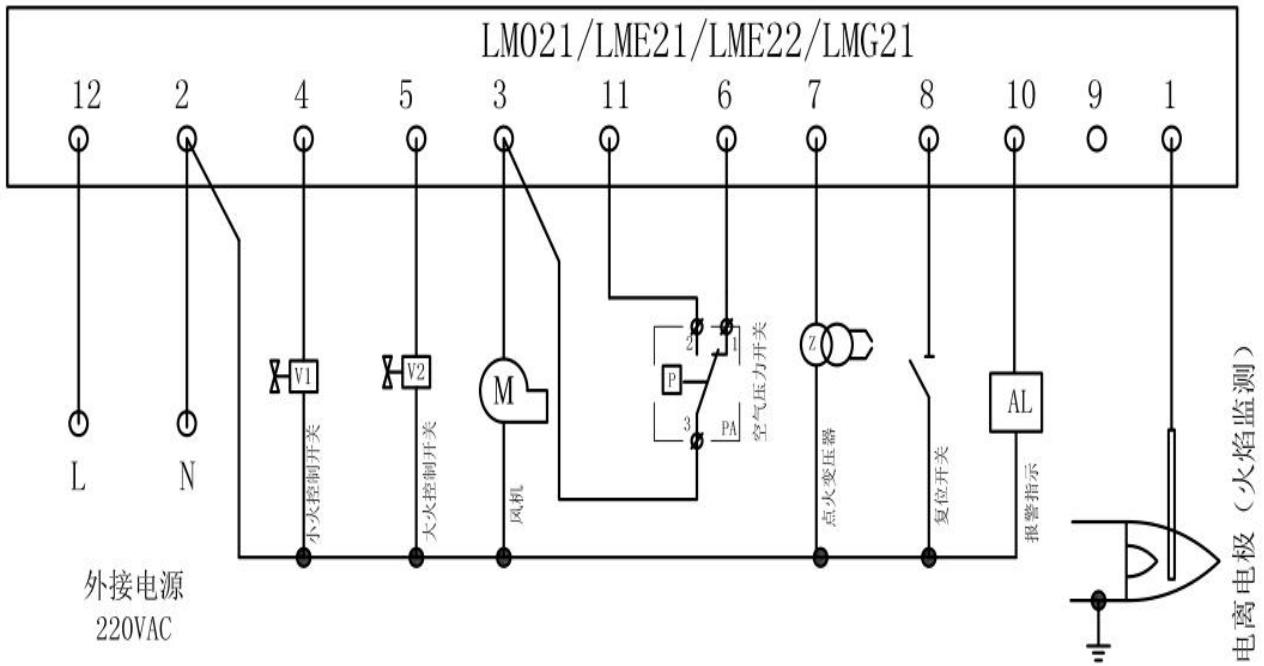 LMO21/LME21/LME22/LMG21
12 2 4 5 3 11 6 7 8 10 9 1
2 1
Z
V1
V2
M
P
AL
3
PA
L
N
小火控制开关
大火控制开关
风机
空气压力开关
点火变压器
复位开关
报警指示
电离电极（火焰监测）
外接电源
220VAC